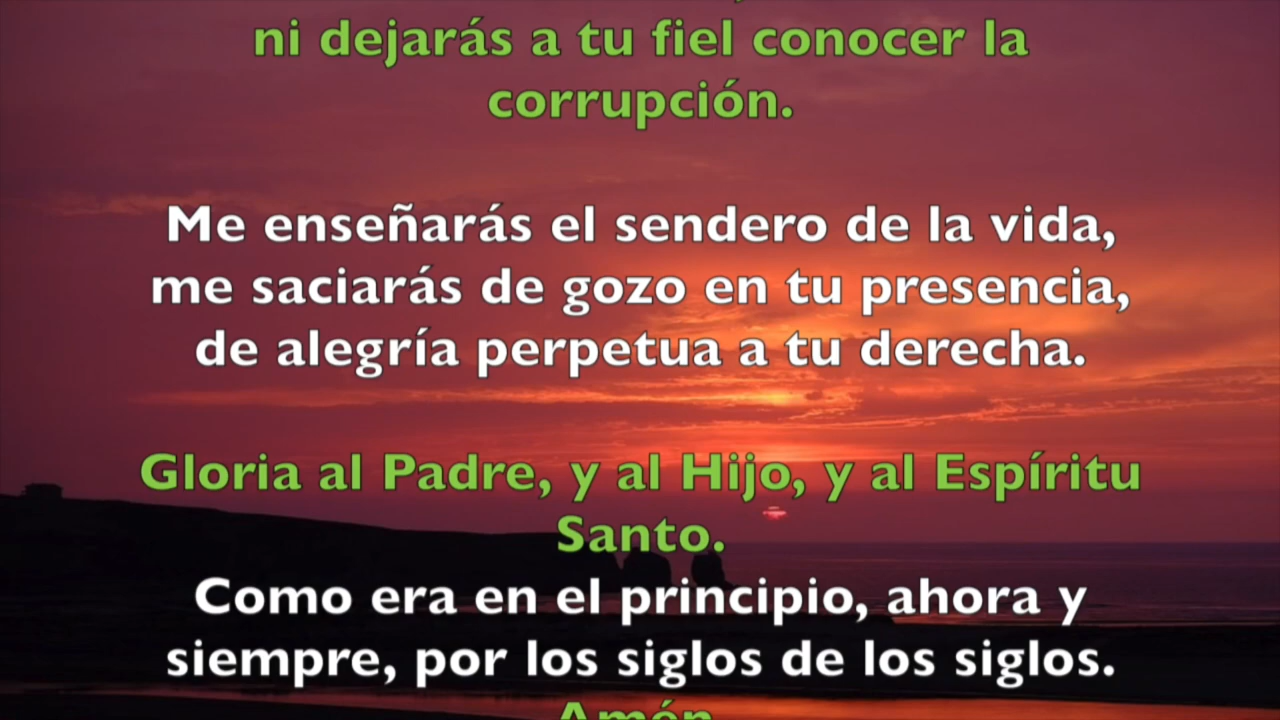 ni dejarás a tu fiel conocer la
corrupción.
Me enseñarás el sendero de la vida,
me saciarás de gozo en tu presencia,
de alegría perpetua a tu derecha.
Gloria al Padre, y al Hijo, y al Espíritu
Santo.
Como era en el principio, ahora y
siempre, por los siglos de los siglos.
Amén.